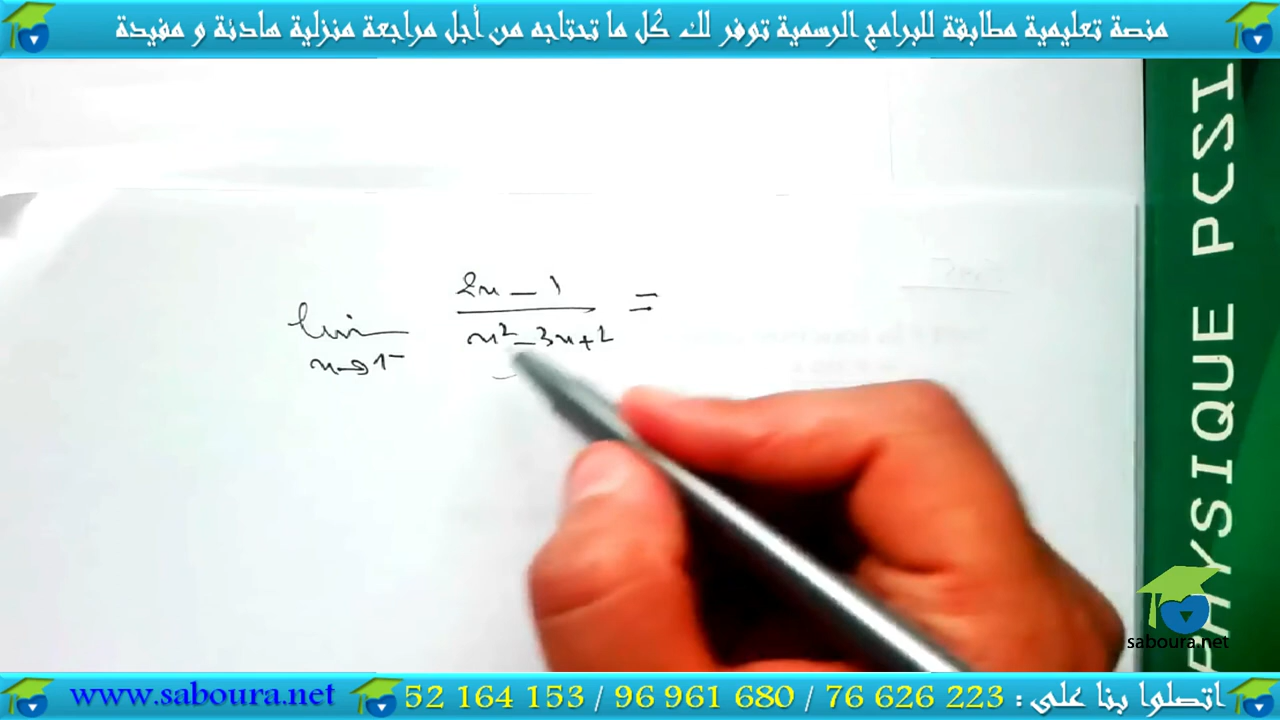 منصة تعليمية مطابقة للبرامج الرسمية توفر لك كل ما تحتاجه من أجل مراجعة منزلية هادئة و مفيدة
lim 2x - 1 =
x→1⁻ x² - 3x + 2
PHYSIQUE PCSI
saboura.net
www.saboura.net 52 164 153 / 96 961 680 / 76 626 223 : اتصلوا بنا على